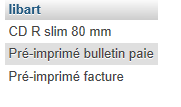 libart
CD R slim 80 mm
Pré-imprimé bulletin paie
Pré-imprimé facture